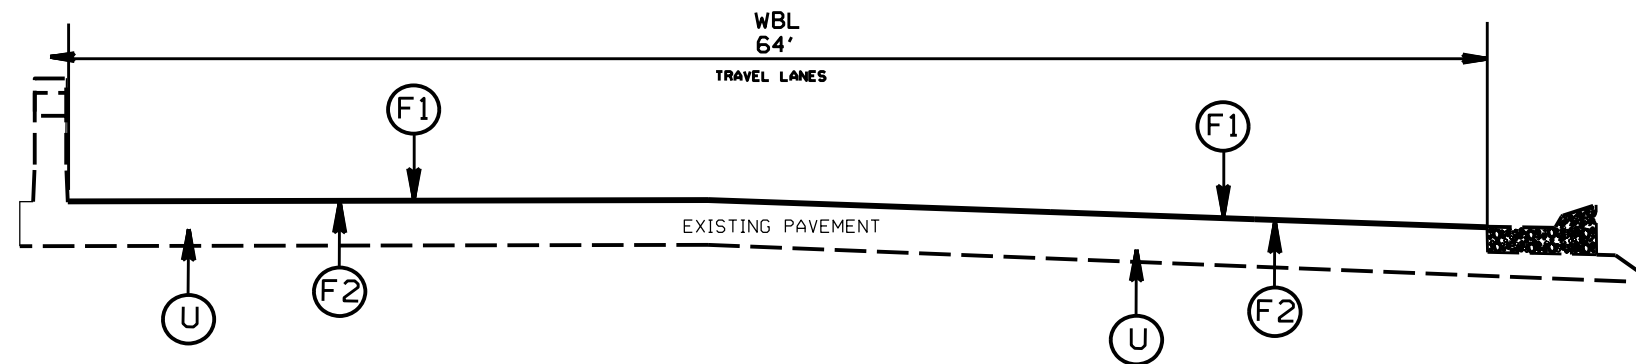 WBL
64'
TRAVEL LANES
F1
F1
EXISTING PAVEMENT
F2
F2
U
U